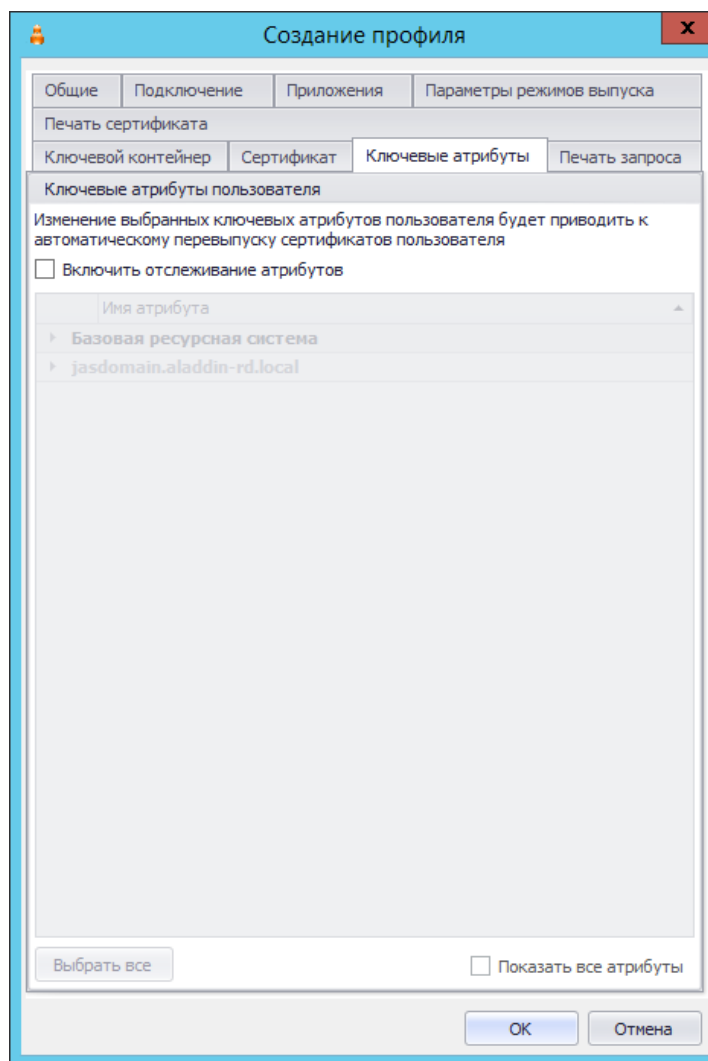 Создание профиля
x
Общие Подключение Приложения Параметры режимов выпуска
Печать сертификата
Ключевой контейнер Сертификат Ключевые атрибуты Печать запроса
Ключевые атрибуты пользователя
Изменение выбранных ключевых атрибутов пользователя будет приводить к
автоматическому перевыпуску сертификатов пользователя
Включить отслеживание атрибутов
Имя атрибута
Базовая ресурсная система
jasdomain.aladdin-rd.local
Выбрать все Показать все атрибуты
ОК Отмена